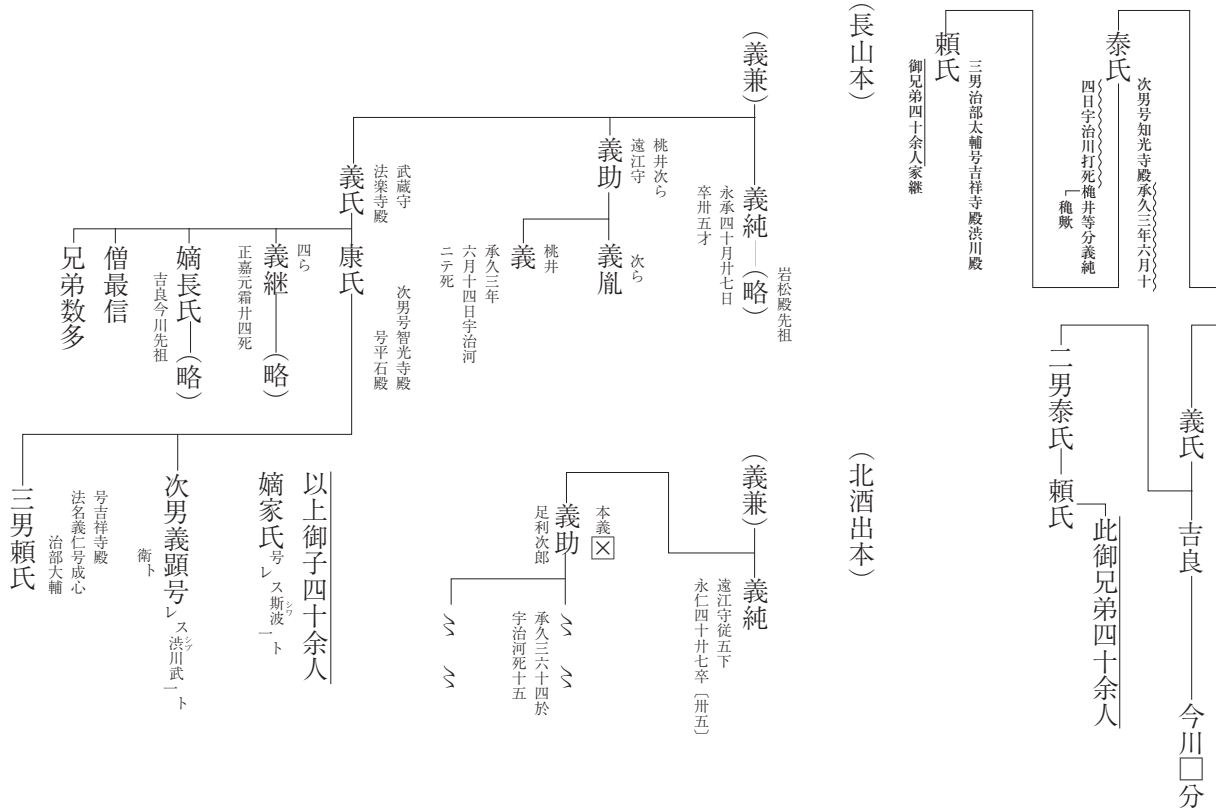 泰氏
次男号知光寺殿承久三年六月十
四日宇治川打死桅井等分義純
桅歟
頼氏
三男治部太輔号吉祥寺殿渋川殿
御兄弟四十余人家継
義氏
吉良
今川□分
二男泰氏
頼氏
此御兄弟四十余人
(長山本)
(義兼)
義純
永承四十月廿七日
卒卅五才
(略)
岩松殿先祖
義助
桃井次ら
遠江守
義胤
次ら
義
桃井
承久三年
六月十四日宇治河
ニテ死
義氏
武蔵守
法楽寺殿
康氏
次男号智光寺殿
号平石殿
義継
四ら
正嘉元霜廿四死
(略)
嫡長氏
吉良今川先祖
(略)
僧最信
兄弟数多
以上御子四十余人
嫡家氏号レス斯波一ト
シワ
次男義顕号レス渋川武一ト
シブ
衛ト
三男頼氏
号吉祥寺殿
法名義仁号成心
治部大輔
(北酒出本)
(義兼)
義純
遠江守従五下
永仁四十廿七卒〔卅五〕
義助
本義☒
足利次郎
承久三六十四於
宇治河死十五